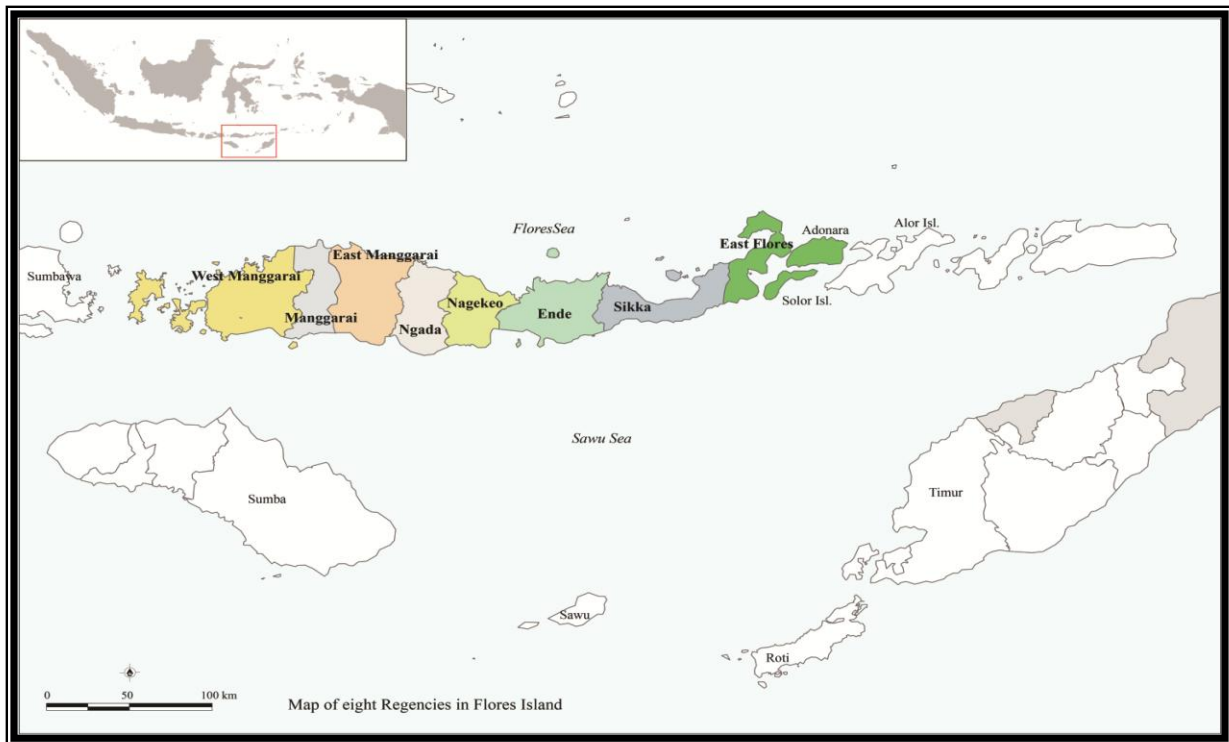 FloresSea
Adonara
Alor Isl.
East Flores
East Manggarai
Sumbawa
West Manggarai
Solor Isl.
Nagekeo
Sikka
Ende
Manggarai
Ngada
Sawu Sea
Timur
Sumba
Sawu
Roti
0 50 100 km
Map of eight Regencies in Flores Island